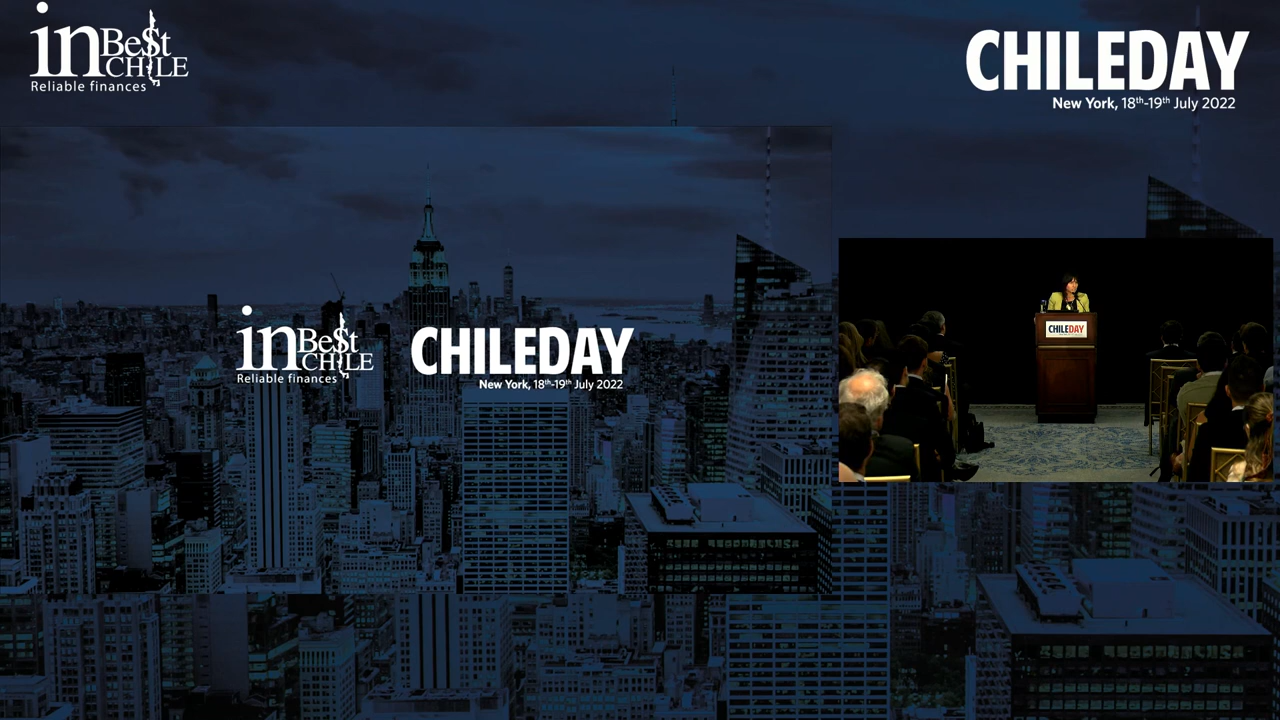 inBe$t
CHILE
Reliable finances
CHILEDAY
New York, 18th-19th July 2022
inBe$t
CHILE
Reliable finances
CHILEDAY
New York, 18th-19th July 2022
CHILEDAY